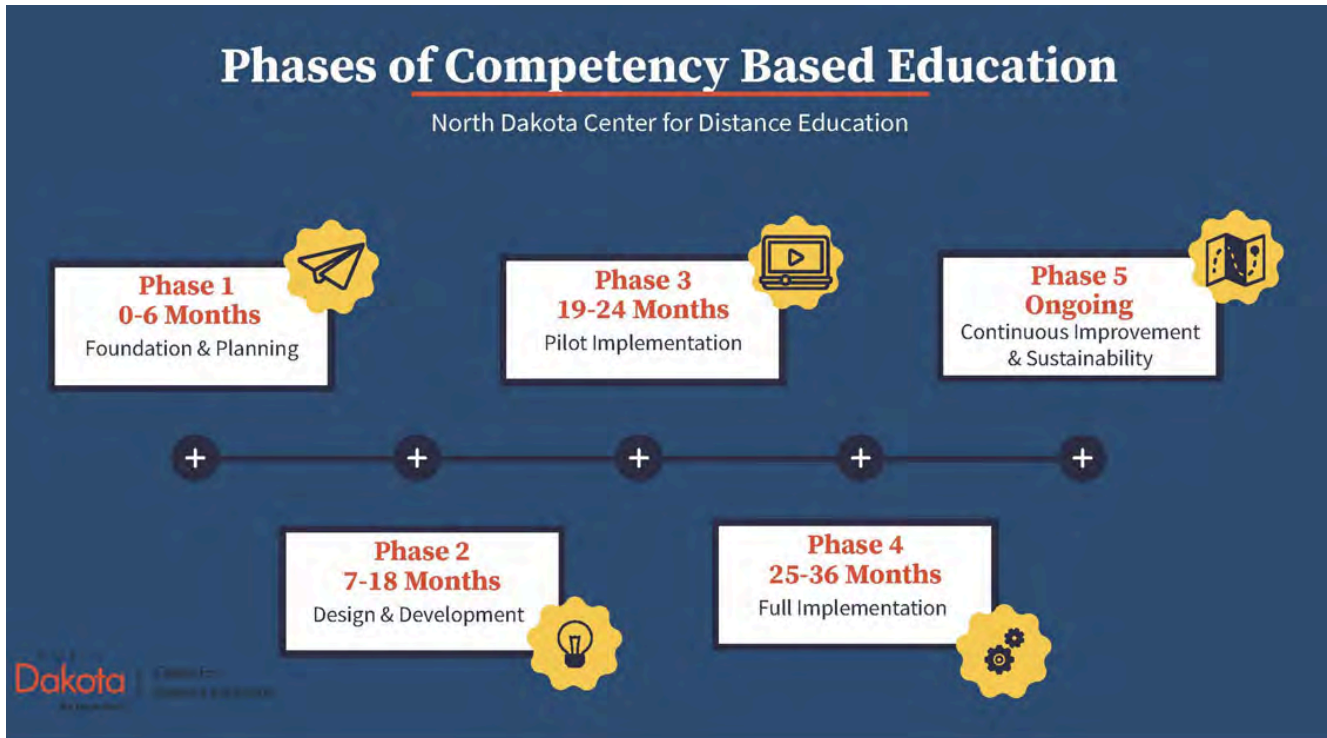 Phases of Competency Based Education
North Dakota Center for Distance Education
Phase 1
0-6 Months
Foundation & Planning
Phase 2
7-18 Months
Design & Development
Phase 3
19-24 Months
Pilot Implementation
Phase 4
25-36 Months
Full Implementation
Phase 5
Ongoing
Continuous Improvement
& Sustainability
Dakota